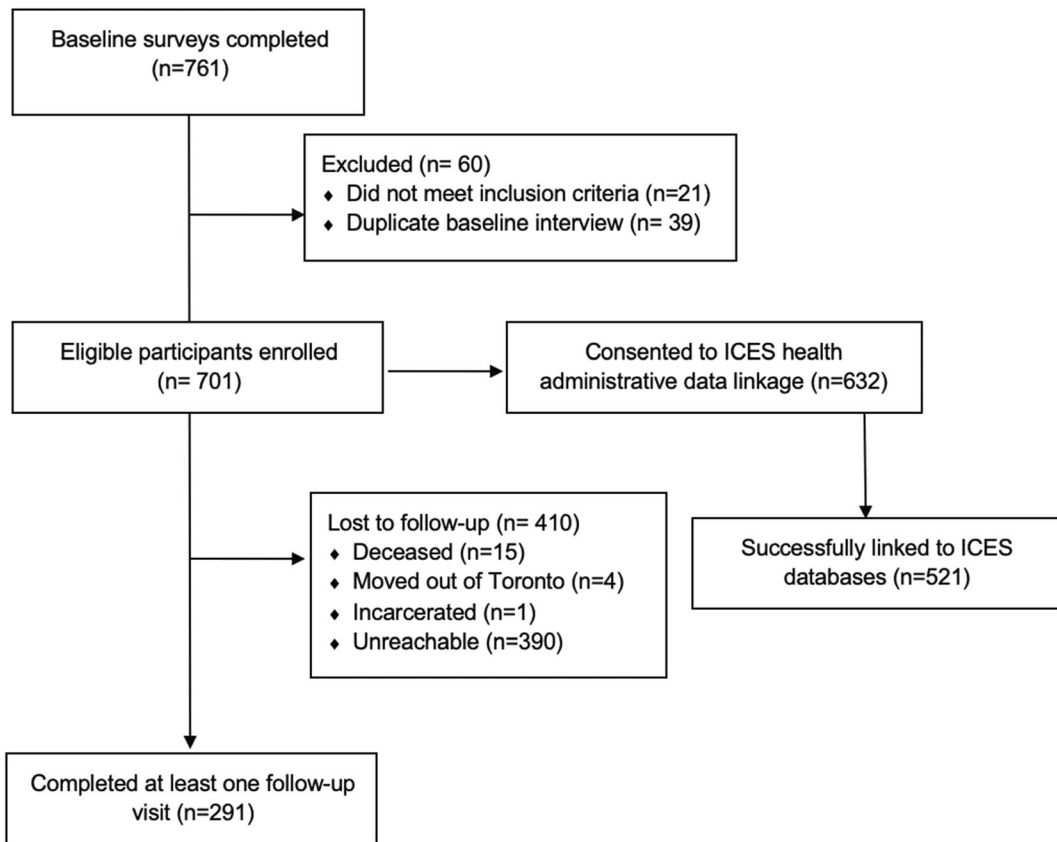 Baseline surveys completed
(n=761)
Excluded (n= 60)
♦ Did not meet inclusion criteria (n=21)
♦ Duplicate baseline interview (n= 39)
Eligible participants enrolled
(n= 701)
Consented to ICES health
administrative data linkage (n=632)
Lost to follow-up (n= 410)
♦ Deceased (n=15)
♦ Moved out of Toronto (n=4)
♦ Incarcerated (n=1)
♦ Unreachable (n=390)
Successfully linked to ICES
databases (n=521)
Completed at least one follow-up
visit (n=291)